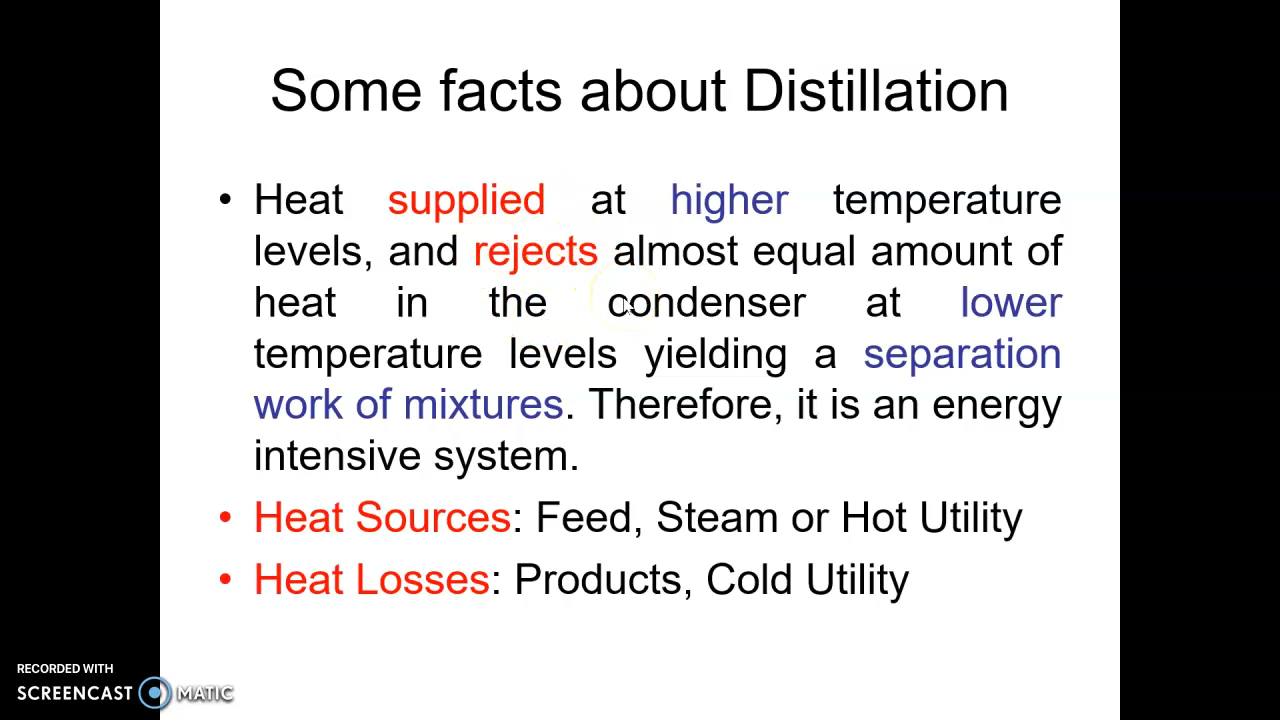 Some facts about Distillation
• Heat supplied at higher temperature
levels, and rejects almost equal amount of
heat in the condenser at lower
temperature levels yielding a separation
work of mixtures. Therefore, it is an energy
intensive system.
• Heat Sources: Feed, Steam or Hot Utility
• Heat Losses: Products, Cold Utility
RECORDED WITH
SCREENCAST MATIC